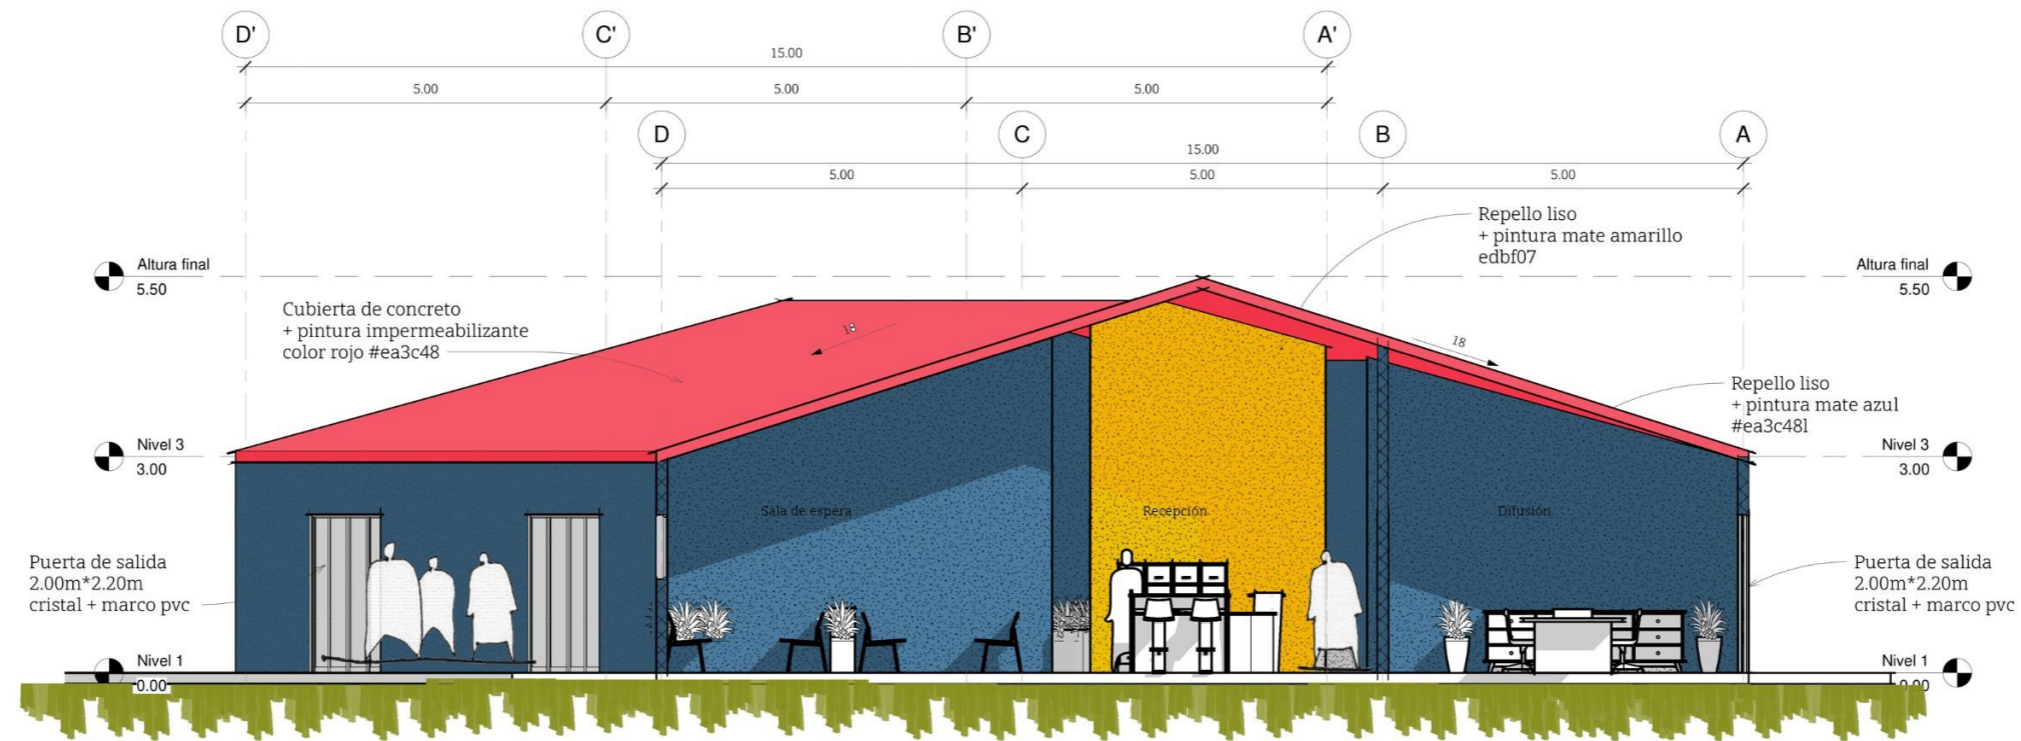 D'
C'
B'
A'
15.00
5.00
5.00
5.00
D
C
B
A
15.00
5.00
5.00
5.00
Repello liso
+ pintura mate amarillo
edbf07
Altura final
5.50
Altura final
5.50
Cubierta de concreto
+ pintura impermeabilizante
color rojo #ea3c48
18
18
Repello liso
+ pintura mate azul
#ea3c48l
Nivel 3
3.00
Nivel 3
3.00
Sala de espera
Recepción
Difusión
Puerta de salida
2.00m*2.20m
cristal + marco pvc
Puerta de salida
2.00m*2.20m
cristal + marco pvc
Nivel 1
0.00
Nivel 1
0.00